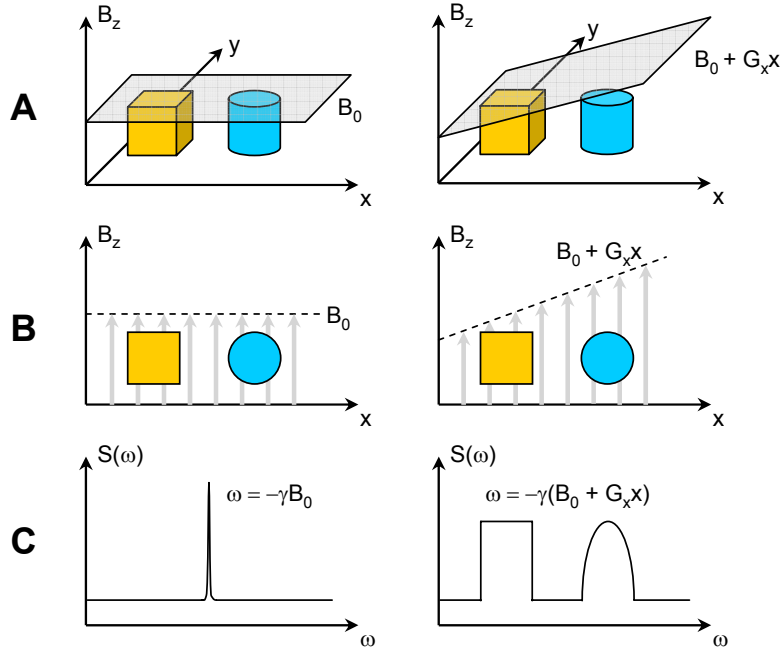 A
B_z
y
B_0
x
B_z
y
B_0 + G_x x
x
B
B_z
B_0
x
B_z
B_0 + G_x x
x
C
S(ω)
ω = −γB_0
ω
S(ω)
ω = −γ(B_0 + G_x x)
ω